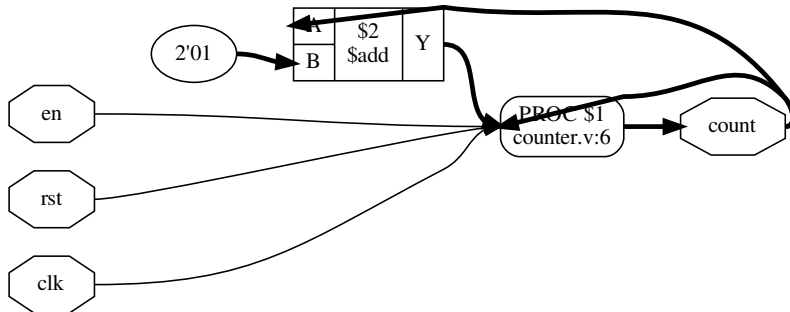 A
$2
$add
Y
B
2'01
en
PROC $1
counter.v:6
count
rst
clk